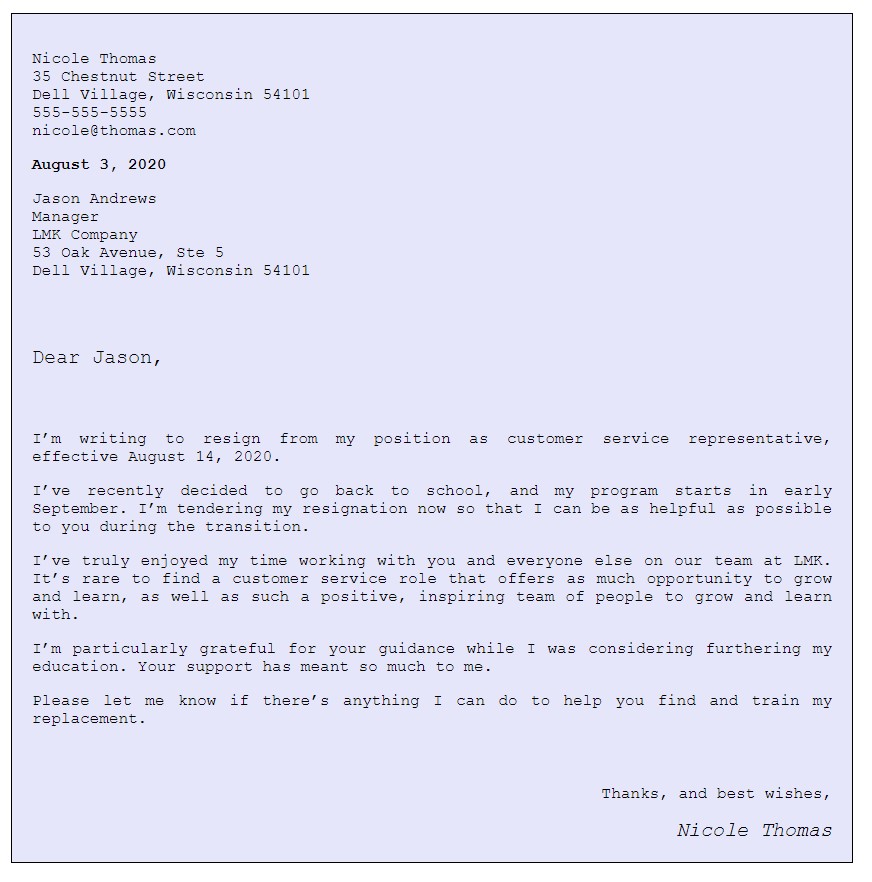 Nicole Thomas
35 Chestnut Street
Dell Village, Wisconsin 54101
555-555-5555
nicole@thomas.com
August 3, 2020
Jason Andrews
Manager
LMK Company
53 Oak Avenue, Ste 5
Dell Village, Wisconsin 54101
Dear Jason,
I’m writing to resign from my position as customer service representative,
effective August 14, 2020.
I’ve recently decided to go back to school, and my program starts in early
September. I’m tendering my resignation now so that I can be as helpful as possible
to you during the transition.
I’ve truly enjoyed my time working with you and everyone else on our team at LMK.
It’s rare to find a customer service role that offers as much opportunity to grow
and learn, as well as such a positive, inspiring team of people to grow and learn
with.
I’m particularly grateful for your guidance while I was considering furthering my
education. Your support has meant so much to me.
Please let me know if there’s anything I can do to help you find and train my
replacement.
Thanks, and best wishes,
Nicole Thomas